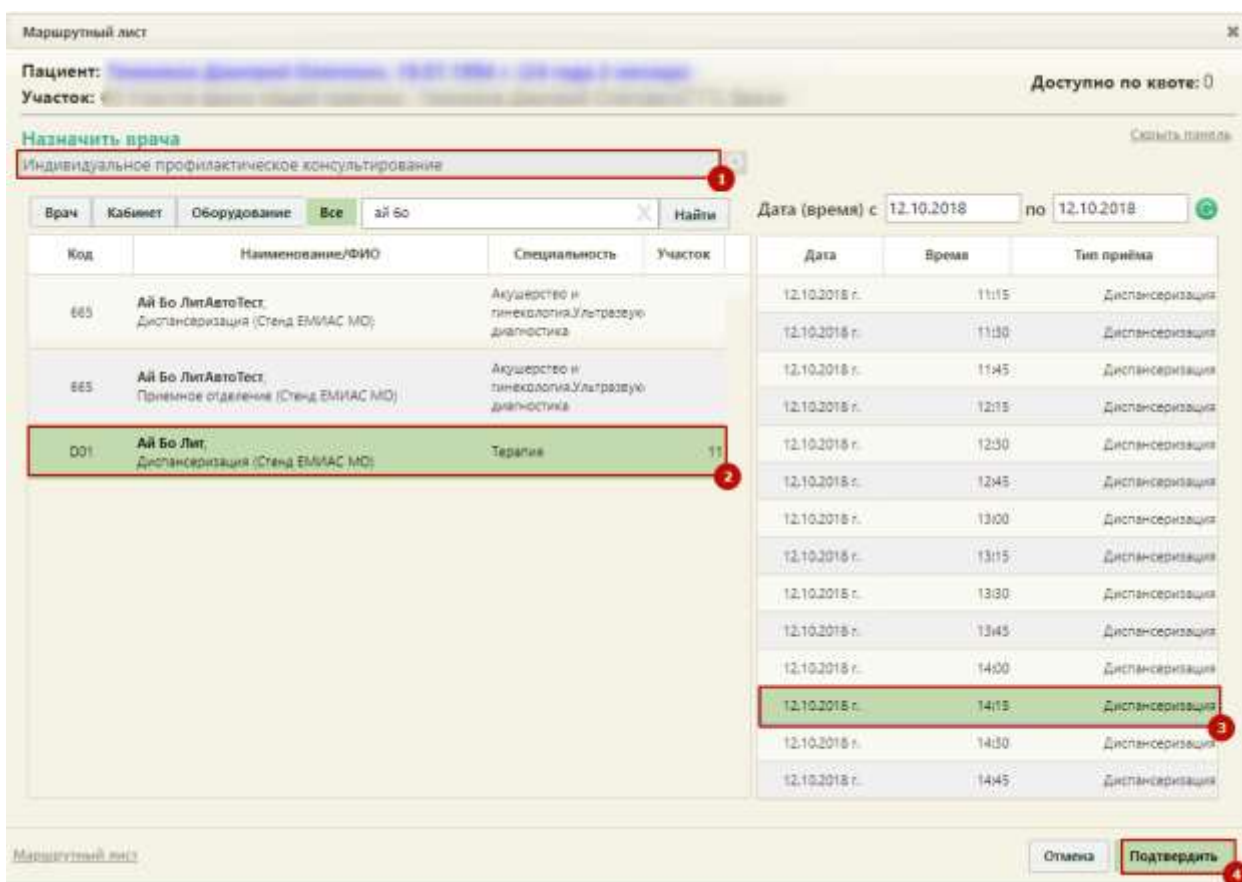 Маршрутный лист
Пациент:
Участок:
Доступно по квоте: 0
Назначить врача
Скрыть панель
Индивидуальное профилактическое консультирование
1
Врач Кабинет Оборудование Все ай бо X Найти
Дата (время) с 12.10.2018 по 12.10.2018
Код Наименование/ФИО Специальность Участок
Дата Время Тип приёма
665
Ай Бо ЛитАвтоТест,
Диспансеризация (Стенд ЕМИАС МО)
Акушерство и
гинекология,Ультразвук
диагностика
665
Ай Бо ЛитАвтоТест,
Приемное отделение (Стенд ЕМИАС МО)
Акушерство и
гинекология,Ультразвук
диагностика
D01
Ай Бо Лит,
Диспансеризация (Стенд ЕМИАС МО)
Терапия
11
2
12.10.2018 г. 11:15 Диспансеризация
12.10.2018 г. 11:30 Диспансеризация
12.10.2018 г. 11:45 Диспансеризация
12.10.2018 г. 12:15 Диспансеризация
12.10.2018 г. 12:30 Диспансеризация
12.10.2018 г. 12:45 Диспансеризация
12.10.2018 г. 13:00 Диспансеризация
12.10.2018 г. 13:15 Диспансеризация
12.10.2018 г. 13:30 Диспансеризация
12.10.2018 г. 13:45 Диспансеризация
12.10.2018 г. 14:00 Диспансеризация
12.10.2018 г. 14:15 Диспансеризация
3
12.10.2018 г. 14:30 Диспансеризация
12.10.2018 г. 14:45 Диспансеризация
Маршрутный лист
Отмена Подтвердить
4